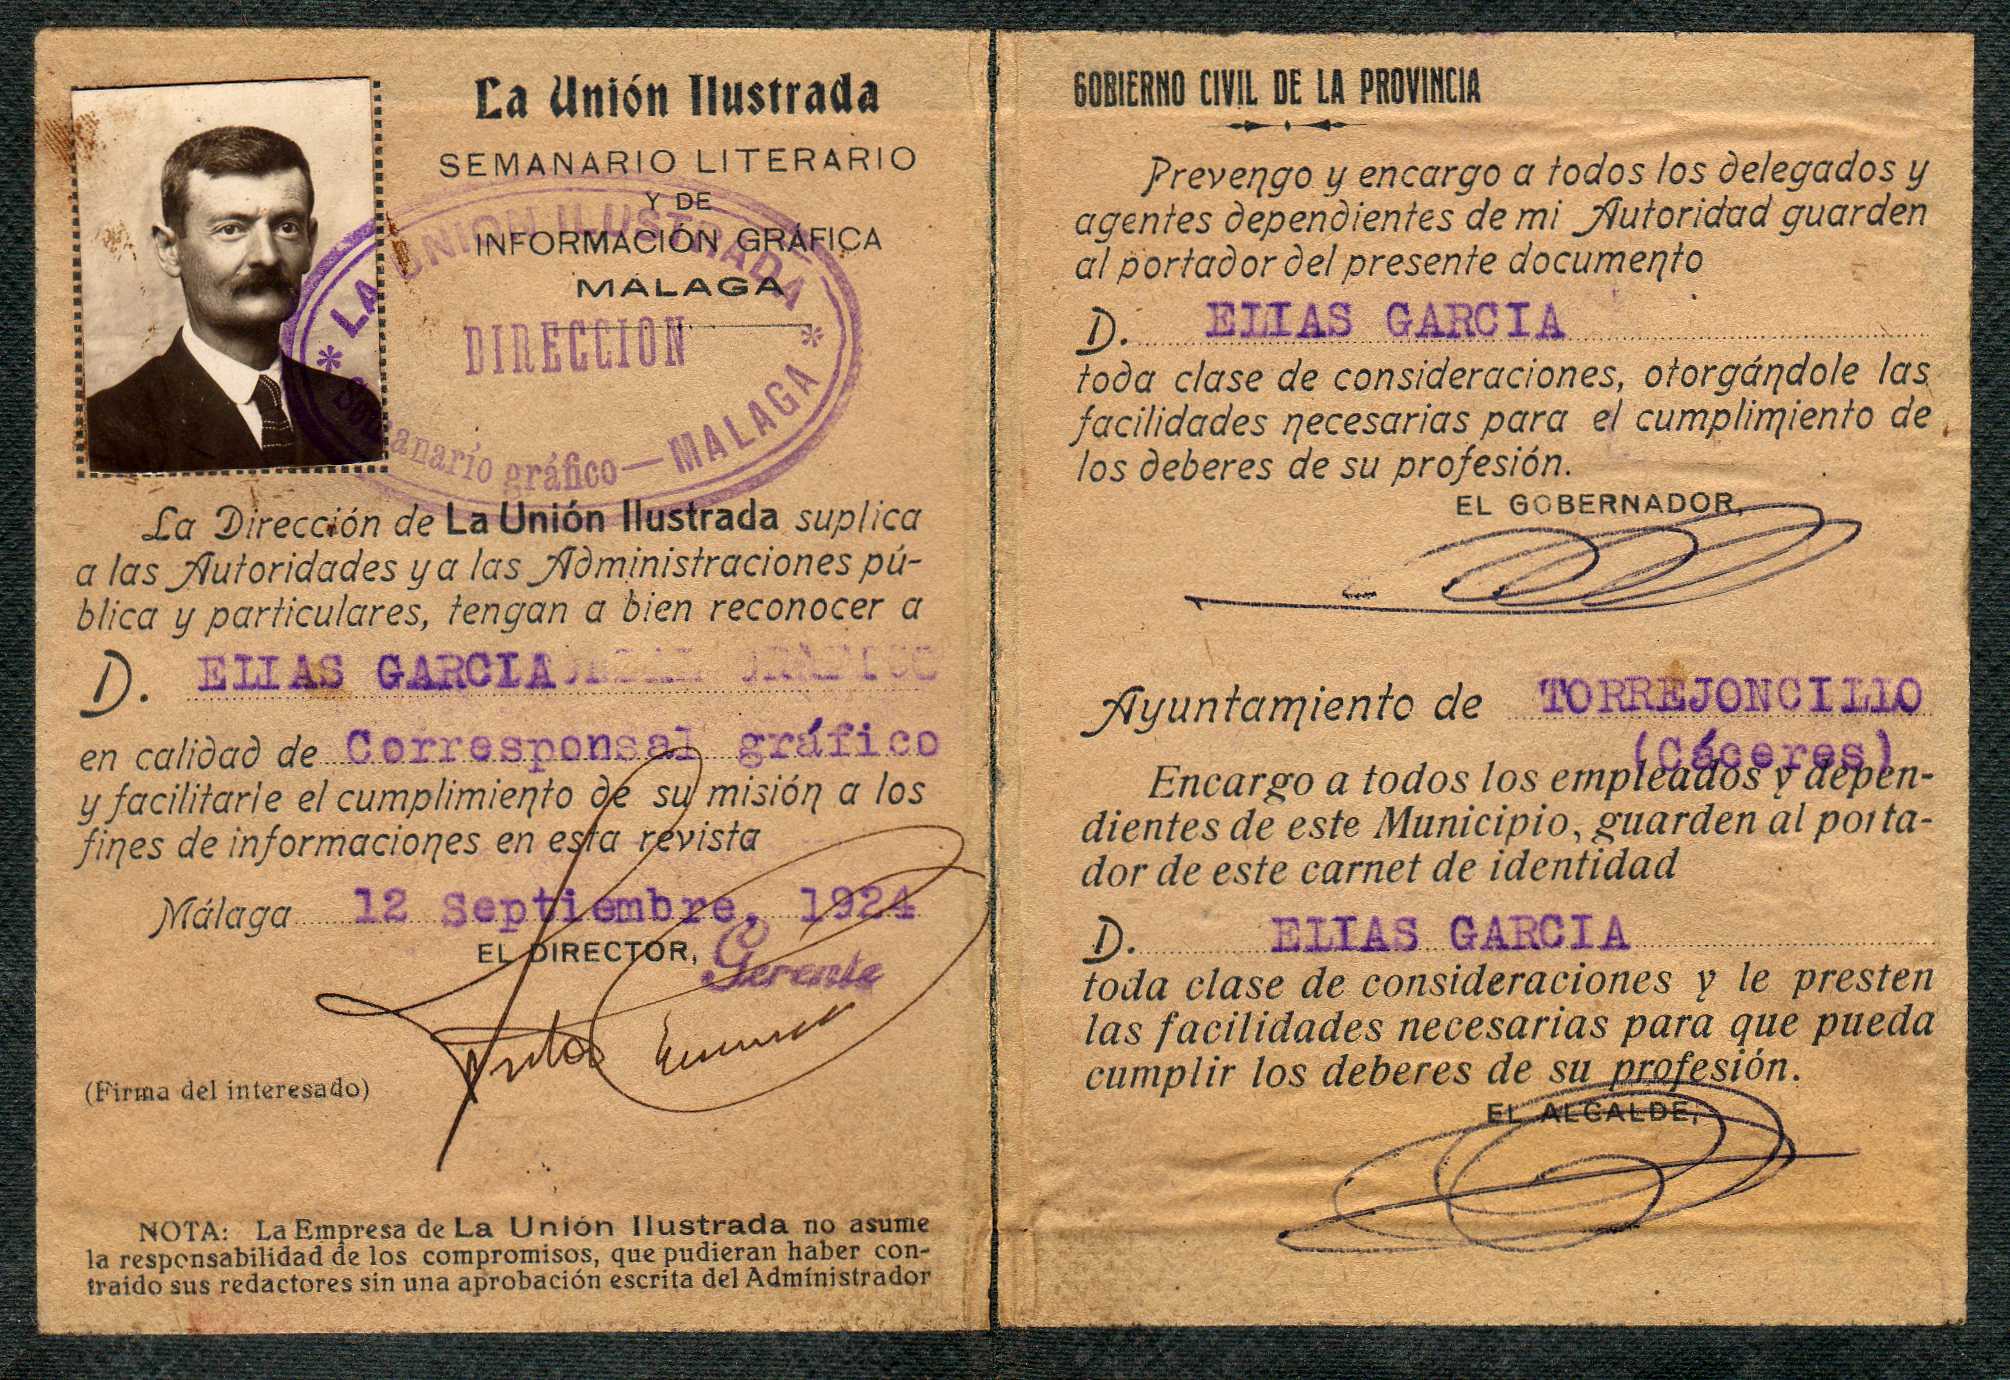 La Unión Ilustrada
SEMANARIO LITERARIO
Y DE
INFORMACIÓN GRÁFICA
MÁLAGA
* LA UNION ILUSTRADA *
DIRECCION
Semanario gráfico — MALAGA
La Dirección de La Unión Ilustrada suplica
a las Autoridades y a las Administraciones pú-
blica y particulares, tengan a bien reconocer a
D. ELIAS GARCIA
en calidad de Corresponsal gráfico
y facilitarle el cumplimiento de su misión a los
fines de informaciones en esta revista
Málaga 12 Septiembre, 1924
EL DIRECTOR, Gerente
(Firma del interesado)
NOTA: La Empresa de La Unión Ilustrada no asume
la responsabilidad de los compromisos, que pudieran haber con-
traido sus redactores sin una aprobación escrita del Administrador
GOBIERNO CIVIL DE LA PROVINCIA
Prevengo y encargo a todos los delegados y
agentes dependientes de mi Autoridad guarden
al portador del presente documento
D. ELIAS GARCIA
toda clase de consideraciones, otorgándole las
facilidades necesarias para el cumplimiento de
los deberes de su profesión.
EL GOBERNADOR,
Ayuntamiento de TORREJONCILLO
(Cáceres)
Encargo a todos los empleados y depen-
dientes de este Municipio, guarden al porta-
dor de este carnet de identidad
D. ELIAS GARCIA
toda clase de consideraciones y le presten
las facilidades necesarias para que pueda
cumplir los deberes de su profesión.
EL ALCALDE,